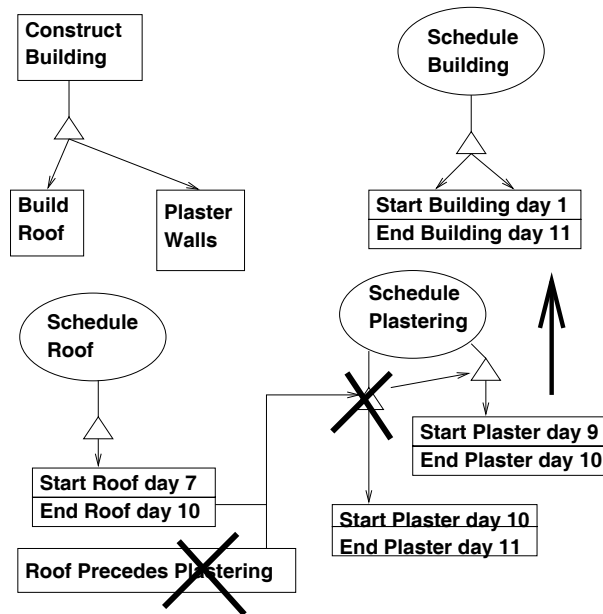 Construct
Building
Schedule
Building
Build
Roof
Plaster
Walls
Start Building day 1
End Building day 11
Schedule
Roof
Schedule
Plastering
Start Plaster day 9
End Plaster day 10
Start Roof day 7
End Roof day 10
Start Plaster day 10
End Plaster day 11
Roof Precedes Plastering